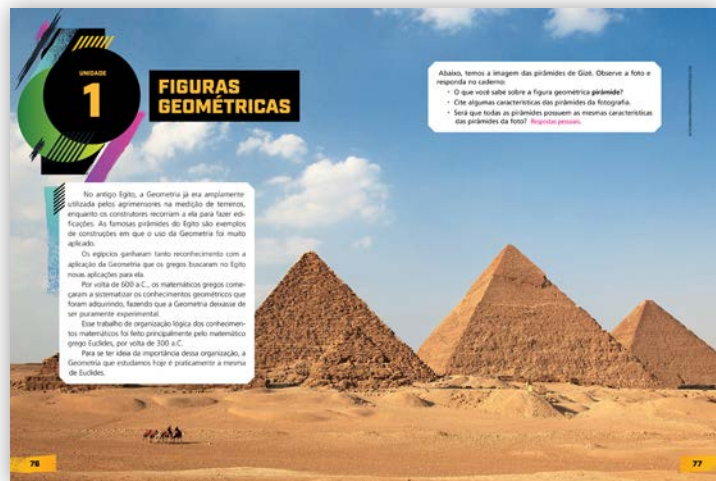 UNIDADE
1
FIGURAS
GEOMÉTRICAS
No antigo Egito, a Geometria já era amplamente
utilizada pelos agrimensores na medição de terrenos,
enquanto os construtores recorriam a ela para fazer edi-
ficações. As famosas pirâmides do Egito são exemplos
de construções em que o uso da Geometria foi muito
aplicado.
Os egípcios ganharam tanto reconhecimento com a
aplicação da Geometria que os gregos buscaram no Egito
novas aplicações para ela.
Por volta de 600 a.C., os matemáticos gregos come-
çaram a sistematizar os conhecimentos geométricos que
foram adquirindo, fazendo que a Geometria deixasse de
ser puramente experimental.
Esse trabalho de organização lógica dos conhecimen-
tos matemáticos foi feito principalmente pelo matemático
grego Euclides, por volta de 300 a.C.
Para se ter ideia da importância dessa organização, a
Geometria que estudamos hoje é praticamente a mesma
de Euclides.
76
Abaixo, temos a imagem das pirâmides de Gizé. Observe a foto e
responda no caderno:
• O que você sabe sobre a figura geométrica pirâmide?
• Cite algumas características das pirâmides da fotografia.
• Será que todas as pirâmides possuem as mesmas características
das pirâmides da foto? Respostas pessoais.
77